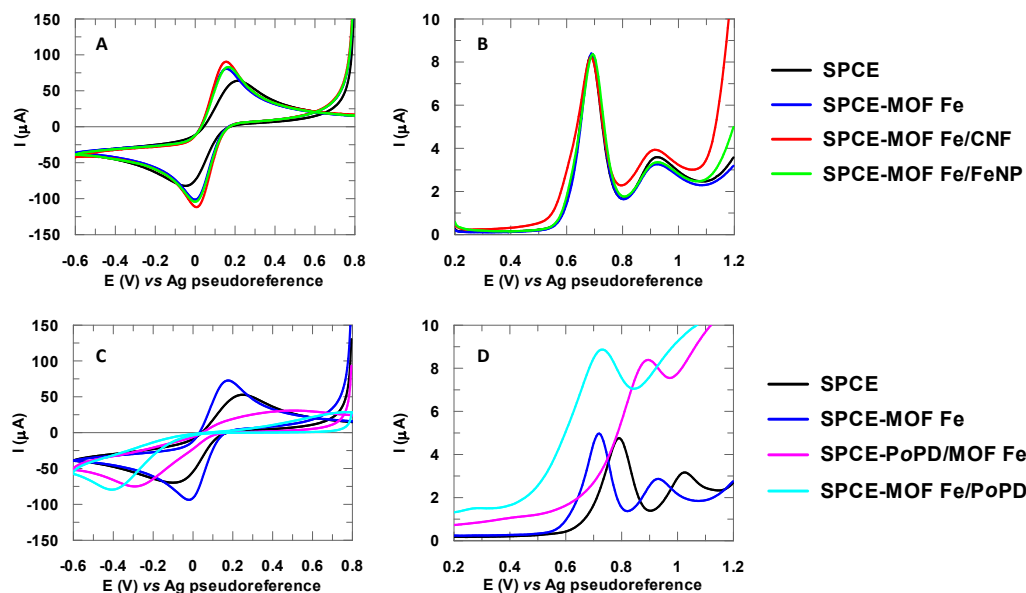 A
I (µA)
150
100
50
0
-50
-100
-150
-0.6 -0.4 -0.2 0 0.2 0.4 0.6 0.8
E (V) vs Ag pseudoreference
B
I (µA)
10
8
6
4
2
0
0.2 0.4 0.6 0.8 1 1.2
E (V) vs Ag pseudoreference
SPCE
SPCE-MOF Fe
SPCE-MOF Fe/CNF
SPCE-MOF Fe/FeNP
C
I (µA)
150
100
50
0
-50
-100
-150
-0.6 -0.4 -0.2 0 0.2 0.4 0.6 0.8
E (V) vs Ag pseudoreference
D
I (µA)
10
8
6
4
2
0
0.2 0.4 0.6 0.8 1 1.2
E (V) vs Ag pseudoreference
SPCE
SPCE-MOF Fe
SPCE-PoPD/MOF Fe
SPCE-MOF Fe/PoPD